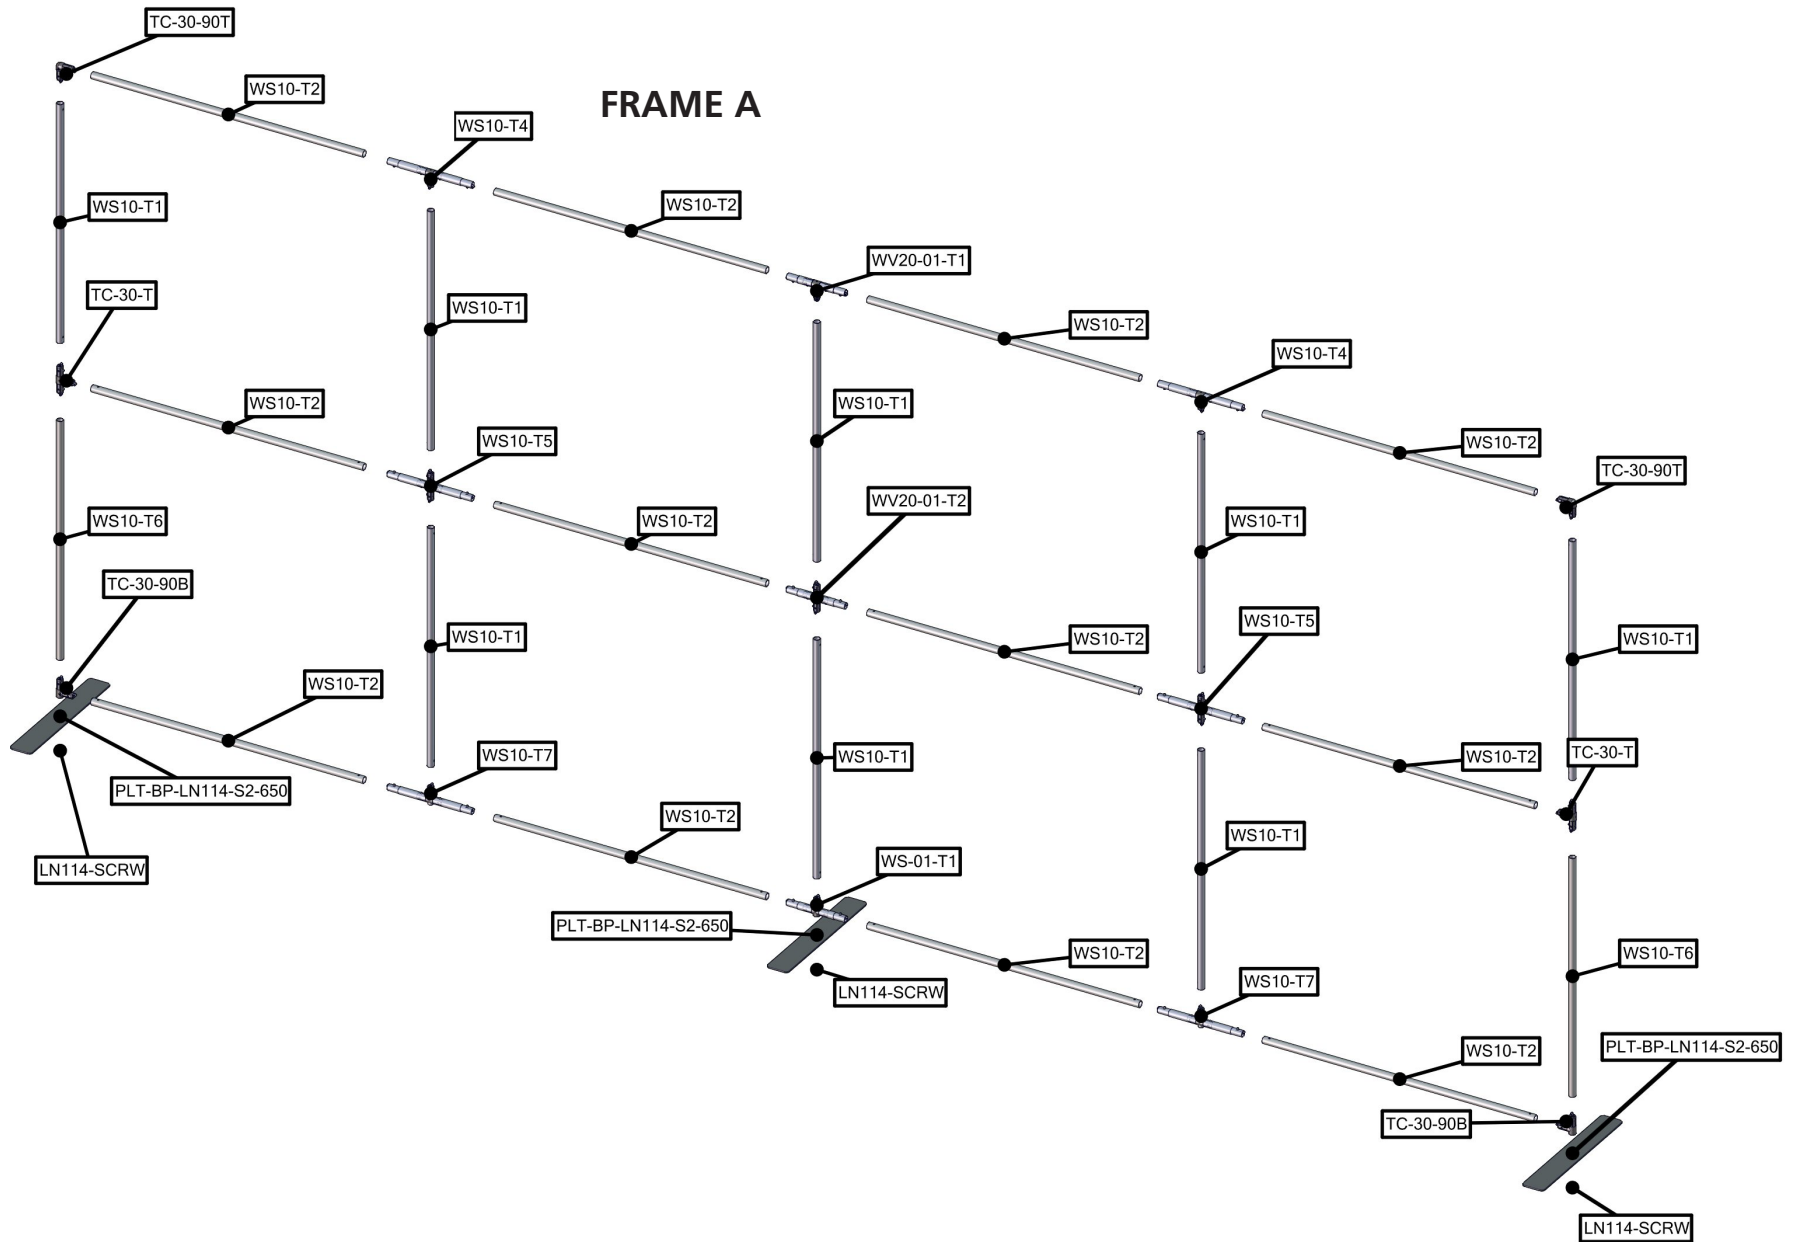 TC-30-90T
WS10-T2
FRAME A
WS10-T4
WS10-T1
WS10-T2
WV20-01-T1
TC-30-T
WS10-T1
WS10-T2
WS10-T4
WS10-T2
WS10-T1
WS10-T2
WS10-T5
TC-30-90T
WS10-T6
WS10-T2
WV20-01-T2
WS10-T1
TC-30-90B
WS10-T1
WS10-T2
WS10-T5
WS10-T1
WS10-T2
WS10-T7
WS10-T1
WS10-T2
TC-30-T
PLT-BP-LN114-S2-650
WS10-T2
WS10-T1
LN114-SCRW
WS-01-T1
PLT-BP-LN114-S2-650
WS10-T2
WS10-T6
LN114-SCRW
WS10-T7
WS10-T2
PLT-BP-LN114-S2-650
TC-30-90B
LN114-SCRW